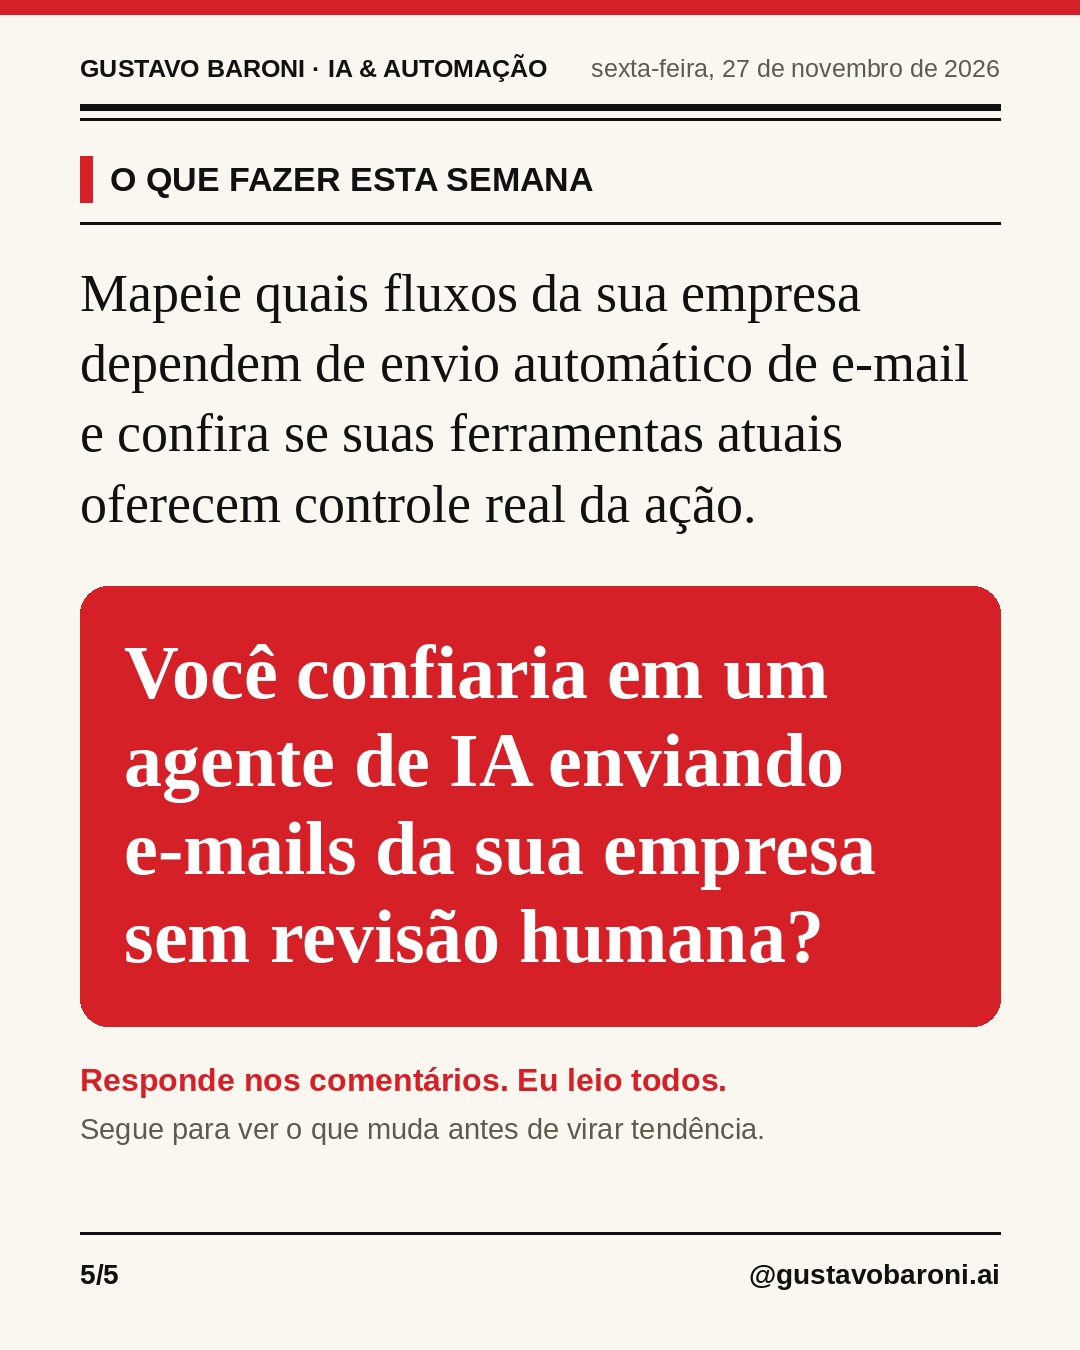 GUSTAVO BARONI · IA & AUTOMAÇÃO sexta-feira, 27 de novembro de 2026
O QUE FAZER ESTA SEMANA
Mapeie quais fluxos da sua empresa
dependem de envio automático de e-mail
e confira se suas ferramentas atuais
oferecem controle real da ação.
Você confiaria em um
agente de IA enviando
e-mails da sua empresa
sem revisão humana?
Responde nos comentários. Eu leio todos.
Segue para ver o que muda antes de virar tendência.
5/5 @gustavobaroni.ai